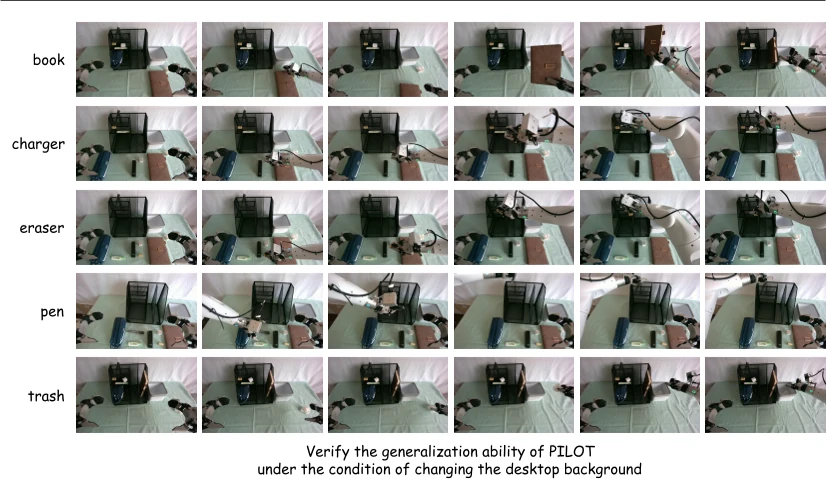 book
charger
eraser
pen
trash
Verify the generalization ability of PILOT
under the condition of changing the desktop background